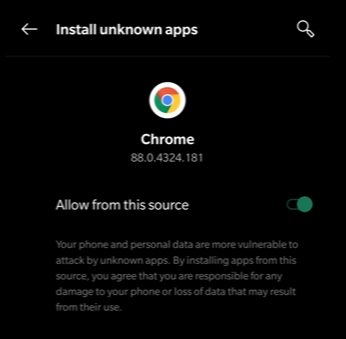 Install unknown apps
Chrome
88.0.4324.181
Allow from this source
Your phone and personal data are more vulnerable to
attack by unknown apps. By installing apps from this
source, you agree that you are responsible for any
damage to your phone or loss of data that may result
from their use.